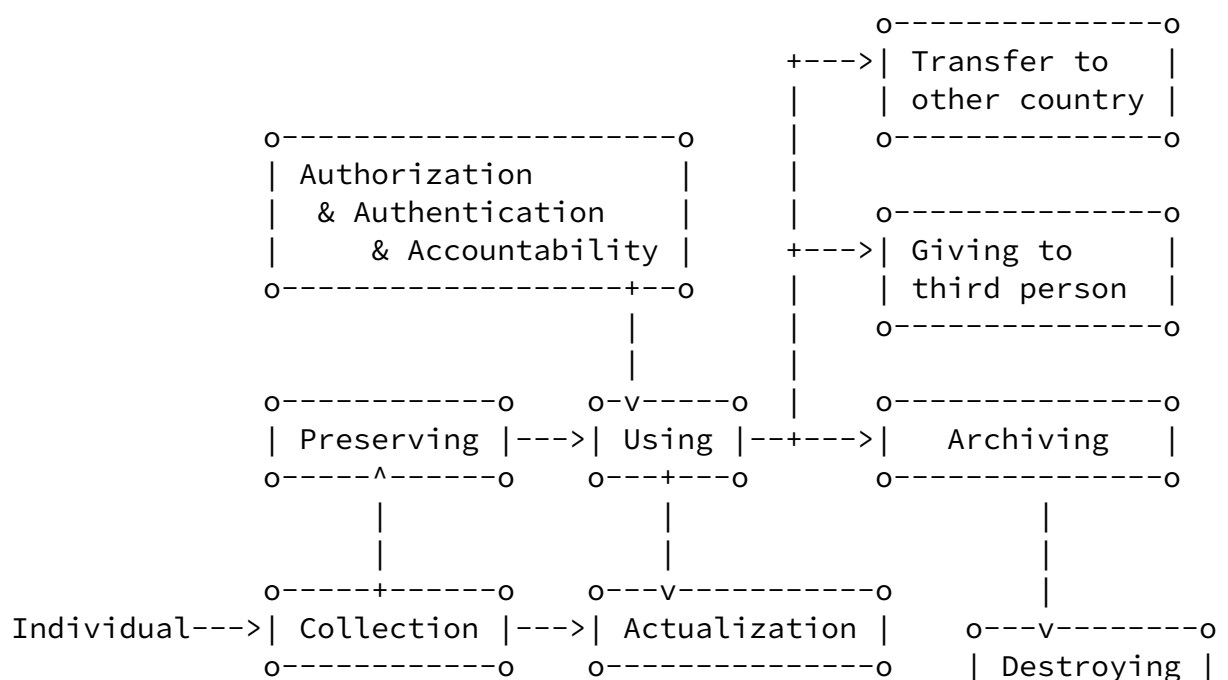 Transfer to
other country
Authorization
& Authentication
& Accountability
Giving to
third person
Preserving
Using
Archiving
Individual
Collection
Actualization
Destroying